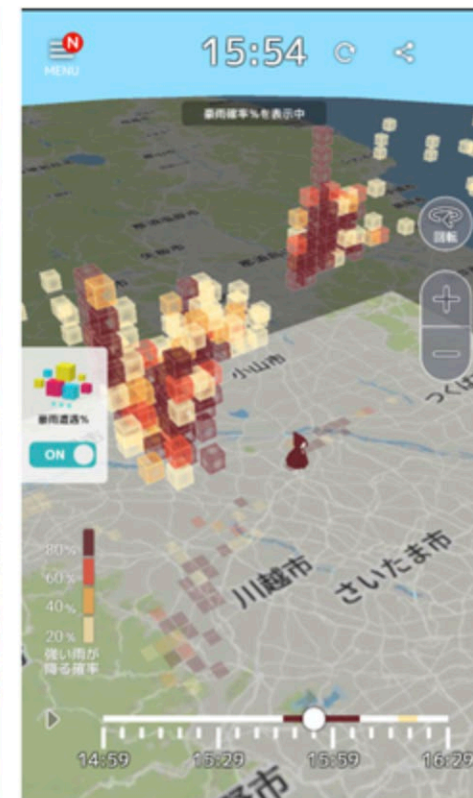 N
MENU
15:54
豪雨確率%を表示中
回転
小山市
つくば
豪雨遭遇%
ON
80%
60%
40%
20%
強い雨が
降る確率
川越市
さいたま市
14:59
15:29
15:59
16:29
野市